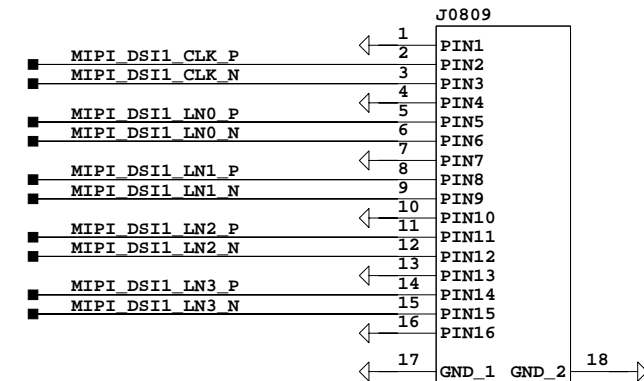 J0809
1 PIN1
MIPI_DSI1_CLK_P 2 PIN2
MIPI_DSI1_CLK_N 3 PIN3
4 PIN4
MIPI_DSI1_LN0_P 5 PIN5
MIPI_DSI1_LN0_N 6 PIN6
7 PIN7
MIPI_DSI1_LN1_P 8 PIN8
MIPI_DSI1_LN1_N 9 PIN9
10 PIN10
MIPI_DSI1_LN2_P 11 PIN11
MIPI_DSI1_LN2_N 12 PIN12
13 PIN13
MIPI_DSI1_LN3_P 14 PIN14
MIPI_DSI1_LN3_N 15 PIN15
16 PIN16
17 GND_1 GND_2 18